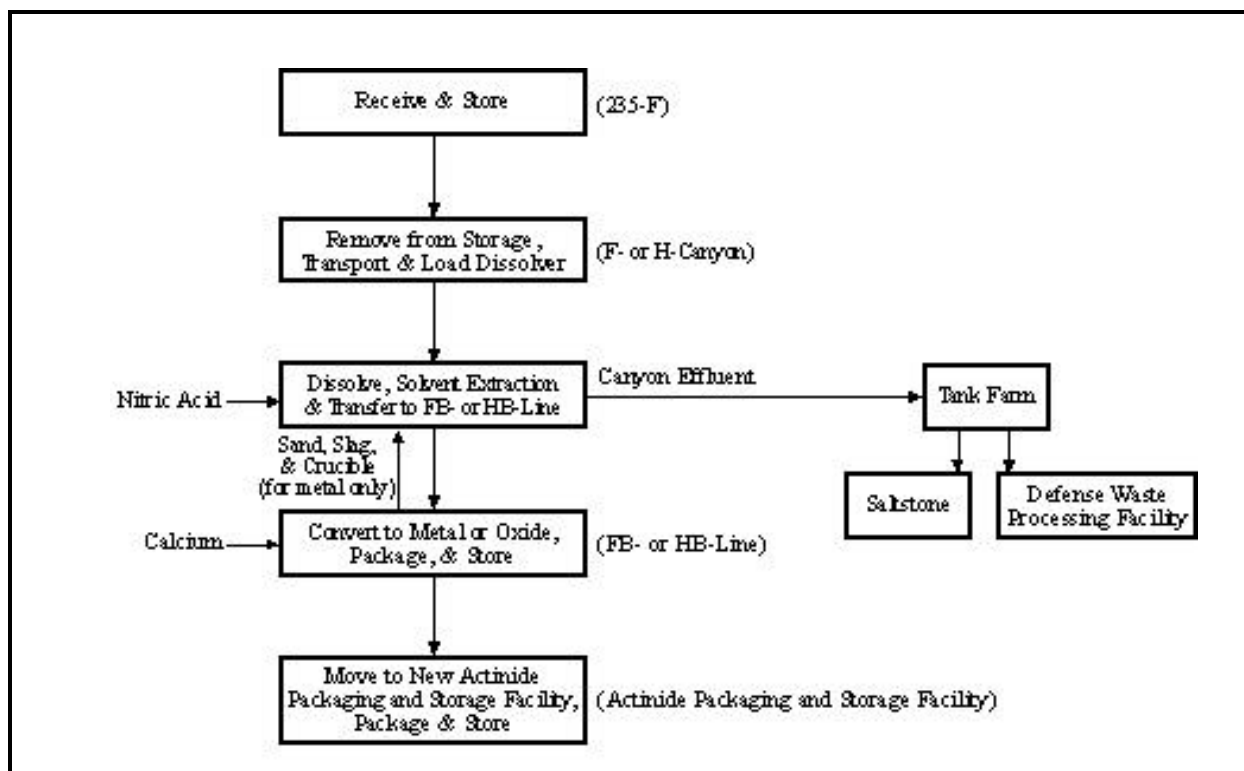 Receive & Store
(235-F)
Remove from Storage,
Transport & Load Dissolver
(F- or H-Canyon)
Nitric Acid
Dissolve, Solvent Extraction
& Transfer to FB- or HB-Line
Canyon Effluent
Tank Farm
Sand, Slag,
& Crucible
(for metal only)
Saltstone
Defense Waste
Processing Facility
Calcium
Convert to Metal or Oxide,
Package, & Store
(FB- or HB-Line)
Move to New Actinide
Packaging and Storage Facility,
Package & Store
(Actinide Packaging and Storage Facility)